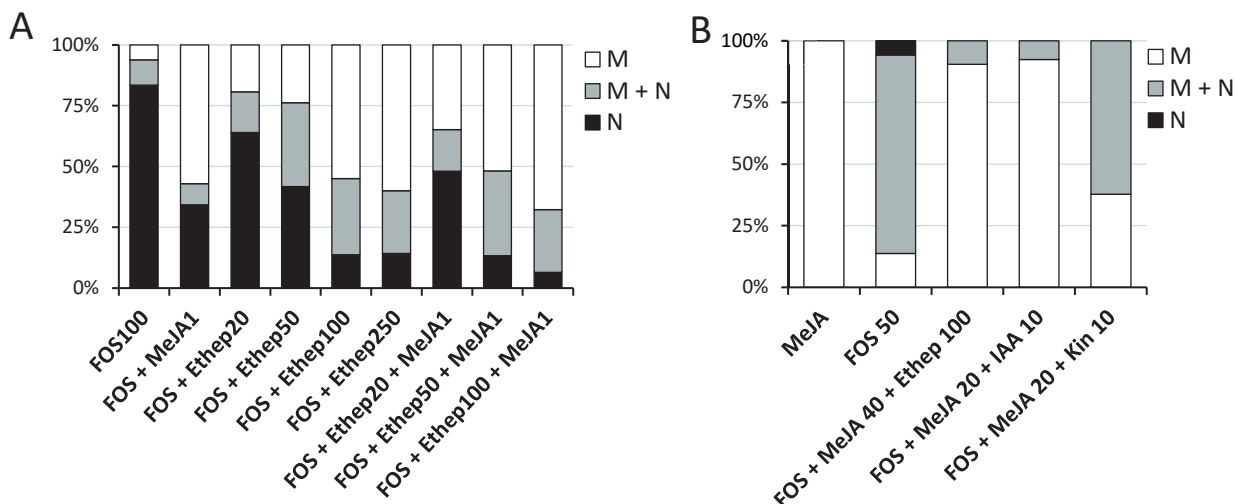 A
100%
75%
50%
25%
0%
M
M + N
N
FOS100
FOS + MeJA1
FOS + Ethep20
FOS + Ethep50
FOS + Ethep100
FOS + Ethep250
FOS + Ethep20 + MeJA1
FOS + Ethep50 + MeJA1
FOS + Ethep100 + MeJA1
B
100%
75%
50%
25%
0%
M
M + N
N
MeJA
FOS 50
FOS + MeJA 40 + Ethep 100
FOS + MeJA 20 + IAA 10
FOS + MeJA 20 + Kin 10